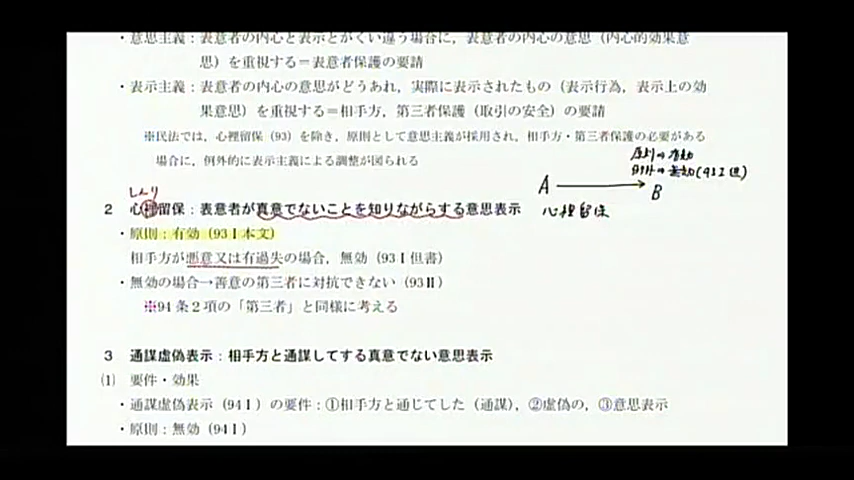 ・意思主義：表意者の内心と表示とがくい違う場合に，表意者の内心の意思（内心的効果意
思）を重視する＝表意者保護の要請
・表示主義：表意者の内心の意思がどうあれ，実際に表示されたもの（表示行為，表示上の効
果意思）を重視する＝相手方，第三者保護（取引の安全）の要請
※民法では，心裡留保（93）を除き，原則として意思主義が採用され，相手方・第三者保護の必要がある
場合に，例外的に表示主義による調整が図られる
原則→有効
例外→無効(93Ⅰ但)
A → B
心裡留保
しんり
2 心裡留保：表意者が真意でないことを知りながらする意思表示
・原則：有効（93Ⅰ本文）
相手方が悪意又は有過失の場合，無効（93Ⅰ但書）
・無効の場合→善意の第三者に対抗できない（93Ⅱ）
※94条2項の「第三者」と同様に考える
3 通謀虚偽表示：相手方と通謀してする真意でない意思表示
⑴ 要件・効果
・通謀虚偽表示（94Ⅰ）の要件：①相手方と通じてした（通謀），②虚偽の，③意思表示
・原則：無効（94Ⅰ）